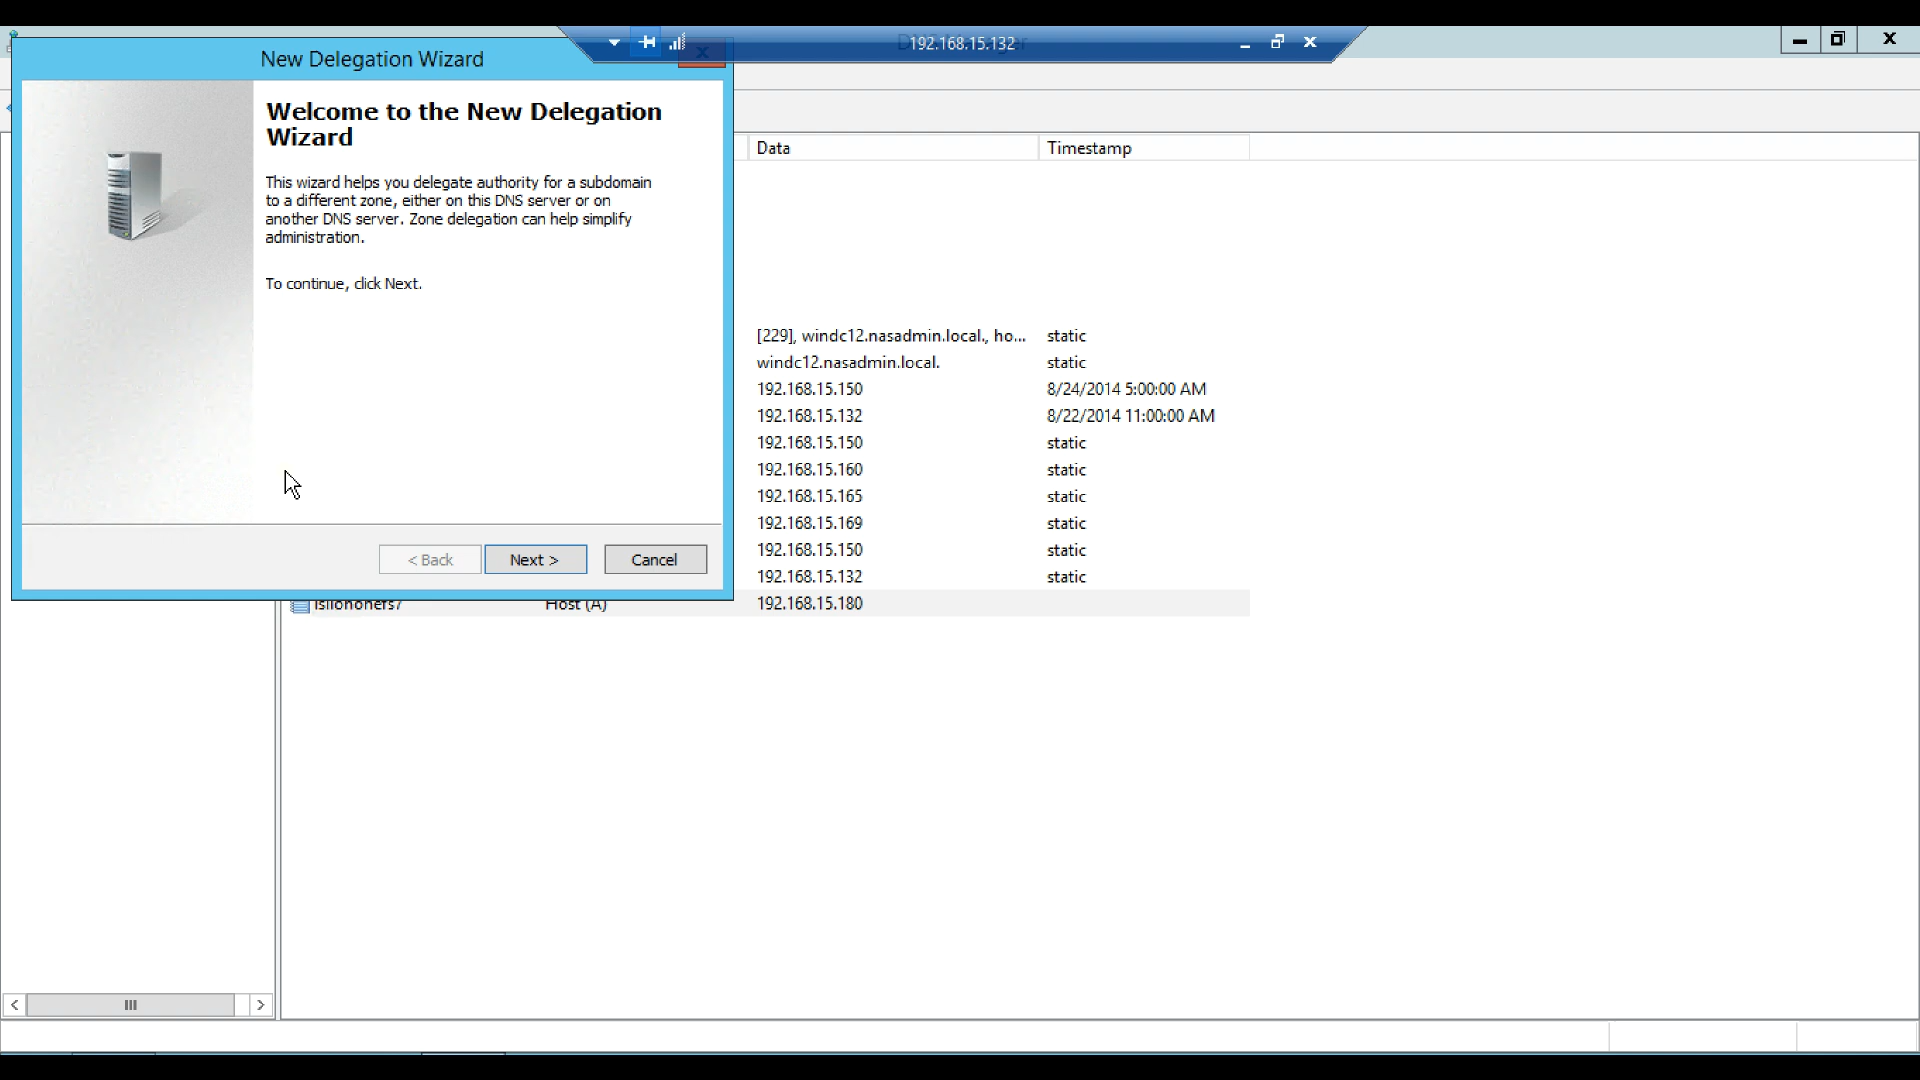 192.168.15.132
New Delegation Wizard
Welcome to the New Delegation
Wizard
This wizard helps you delegate authority for a subdomain
to a different zone, either on this DNS server or on
another DNS server. Zone delegation can help simplify
administration.
To continue, click Next.
< Back
Next >
Cancel
Data Timestamp
[229], windc12.nasadmin.local., ho... static
windc12.nasadmin.local. static
192.168.15.150 8/24/2014 5:00:00 AM
192.168.15.132 8/22/2014 11:00:00 AM
192.168.15.150 static
192.168.15.160 static
192.168.15.165 static
192.168.15.169 static
192.168.15.150 static
192.168.15.132 static
Host (A) 192.168.15.180